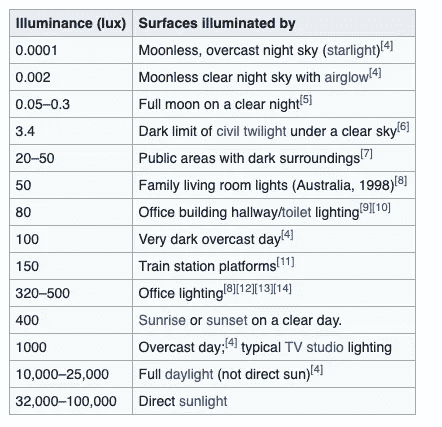 Illuminance (lux) Surfaces illuminated by
0.0001 Moonless, overcast night sky (starlight)[4]
0.002 Moonless clear night sky with airglow[4]
0.05–0.3 Full moon on a clear night[5]
3.4 Dark limit of civil twilight under a clear sky[6]
20–50 Public areas with dark surroundings[7]
50 Family living room lights (Australia, 1998)[8]
80 Office building hallway/toilet lighting[9][10]
100 Very dark overcast day[4]
150 Train station platforms[11]
320–500 Office lighting[8][12][13][14]
400 Sunrise or sunset on a clear day.
1000 Overcast day;[4] typical TV studio lighting
10,000–25,000 Full daylight (not direct sun)[4]
32,000–100,000 Direct sunlight